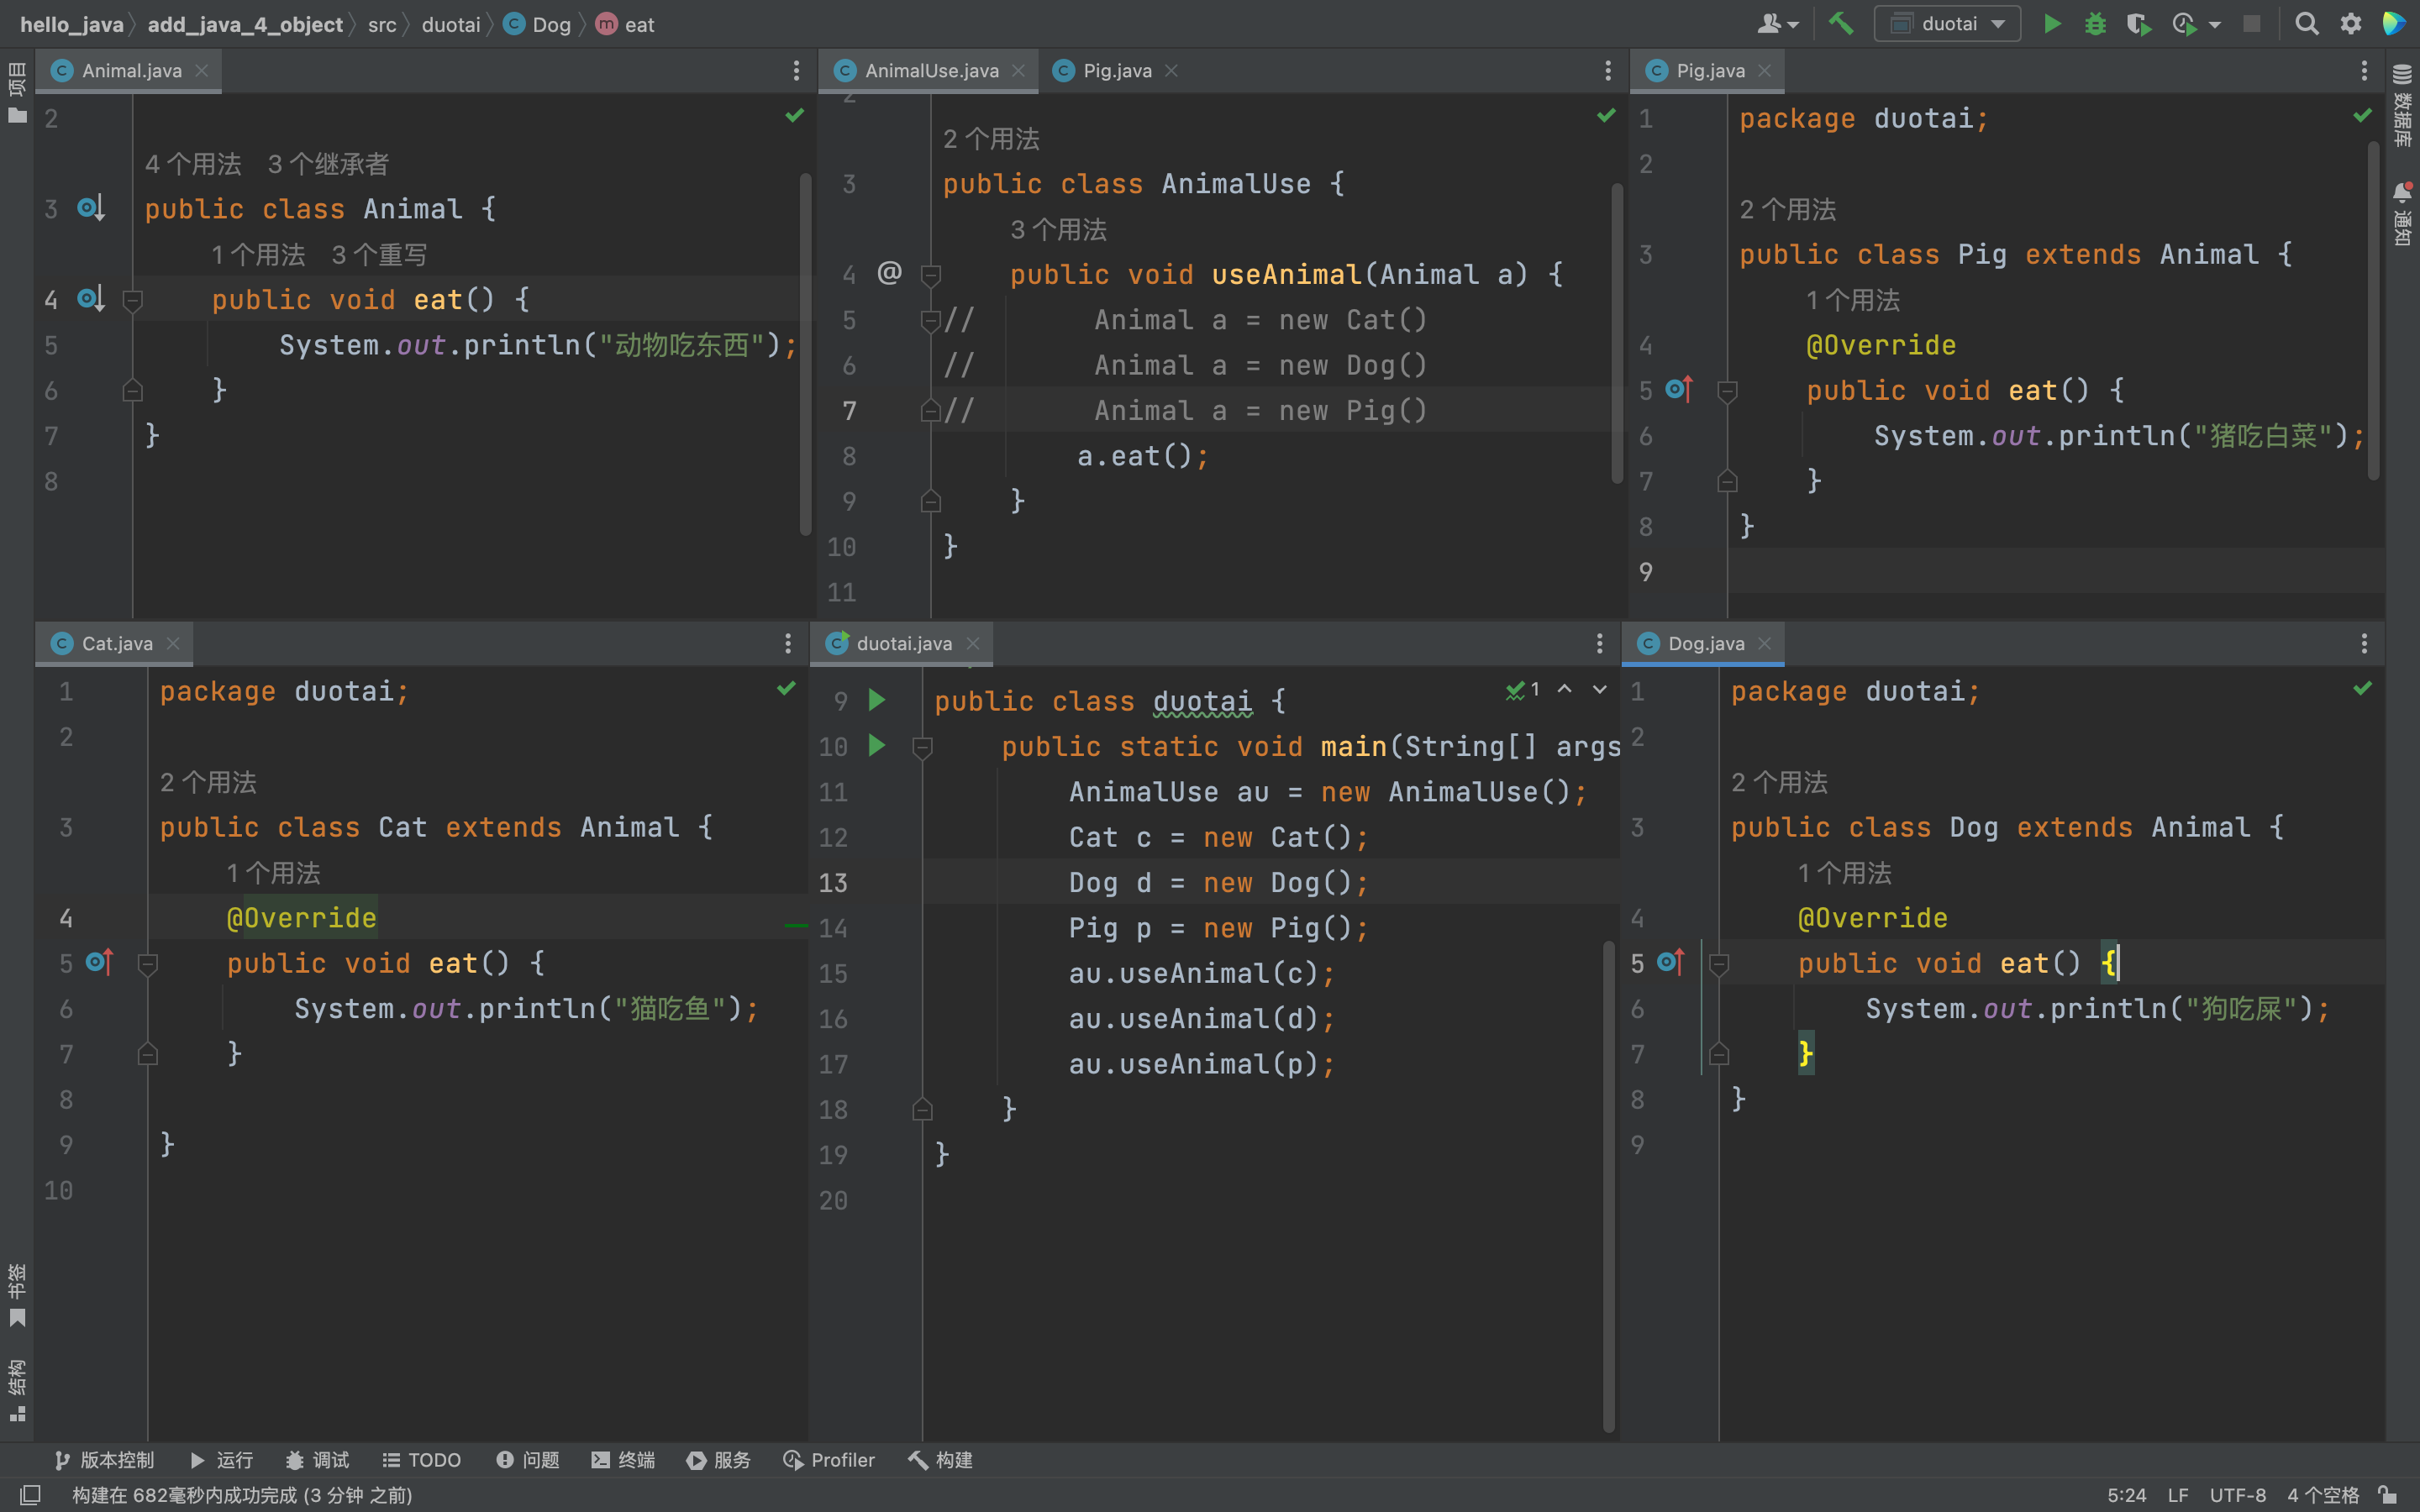 hello_java add_java_4_object src duotai Dog eat
duotai
项目
Animal.java
2
4 个用法 3 个继承者
3 public class Animal {
1 个用法 3 个重写
4 public void eat() {
5 System.out.println("动物吃东西");
6 }
7 }
8
AnimalUse.java Pig.java
2
2 个用法
3 public class AnimalUse {
3 个用法
4 @ public void useAnimal(Animal a) {
5 // Animal a = new Cat()
6 // Animal a = new Dog()
7 // Animal a = new Pig()
8 a.eat();
9 }
10 }
11
Pig.java
1 package duotai;
2
2 个用法
3 public class Pig extends Animal {
1 个用法
4 @Override
5 public void eat() {
6 System.out.println("猪吃白菜");
7 }
8 }
9
数据库
通知
Cat.java
1 package duotai;
2
2 个用法
3 public class Cat extends Animal {
1 个用法
4 @Override
5 public void eat() {
6 System.out.println("猫吃鱼");
7 }
8
9 }
10
duotai.java
1
9 public class duotai {
10 public static void main(String[] args
11 AnimalUse au = new AnimalUse();
12 Cat c = new Cat();
13 Dog d = new Dog();
14 Pig p = new Pig();
15 au.useAnimal(c);
16 au.useAnimal(d);
17 au.useAnimal(p);
18 }
19 }
20
Dog.java
1 package duotai;
2
2 个用法
3 public class Dog extends Animal {
1 个用法
4 @Override
5 public void eat() {
6 System.out.println("狗吃屎");
7 }
8 }
9
书签
结构
版本控制 运行 调试 TODO 问题 终端 服务 Profiler 构建
构建在 682毫秒内成功完成 (3 分钟 之前) 5:24 LF UTF-8 4 个空格